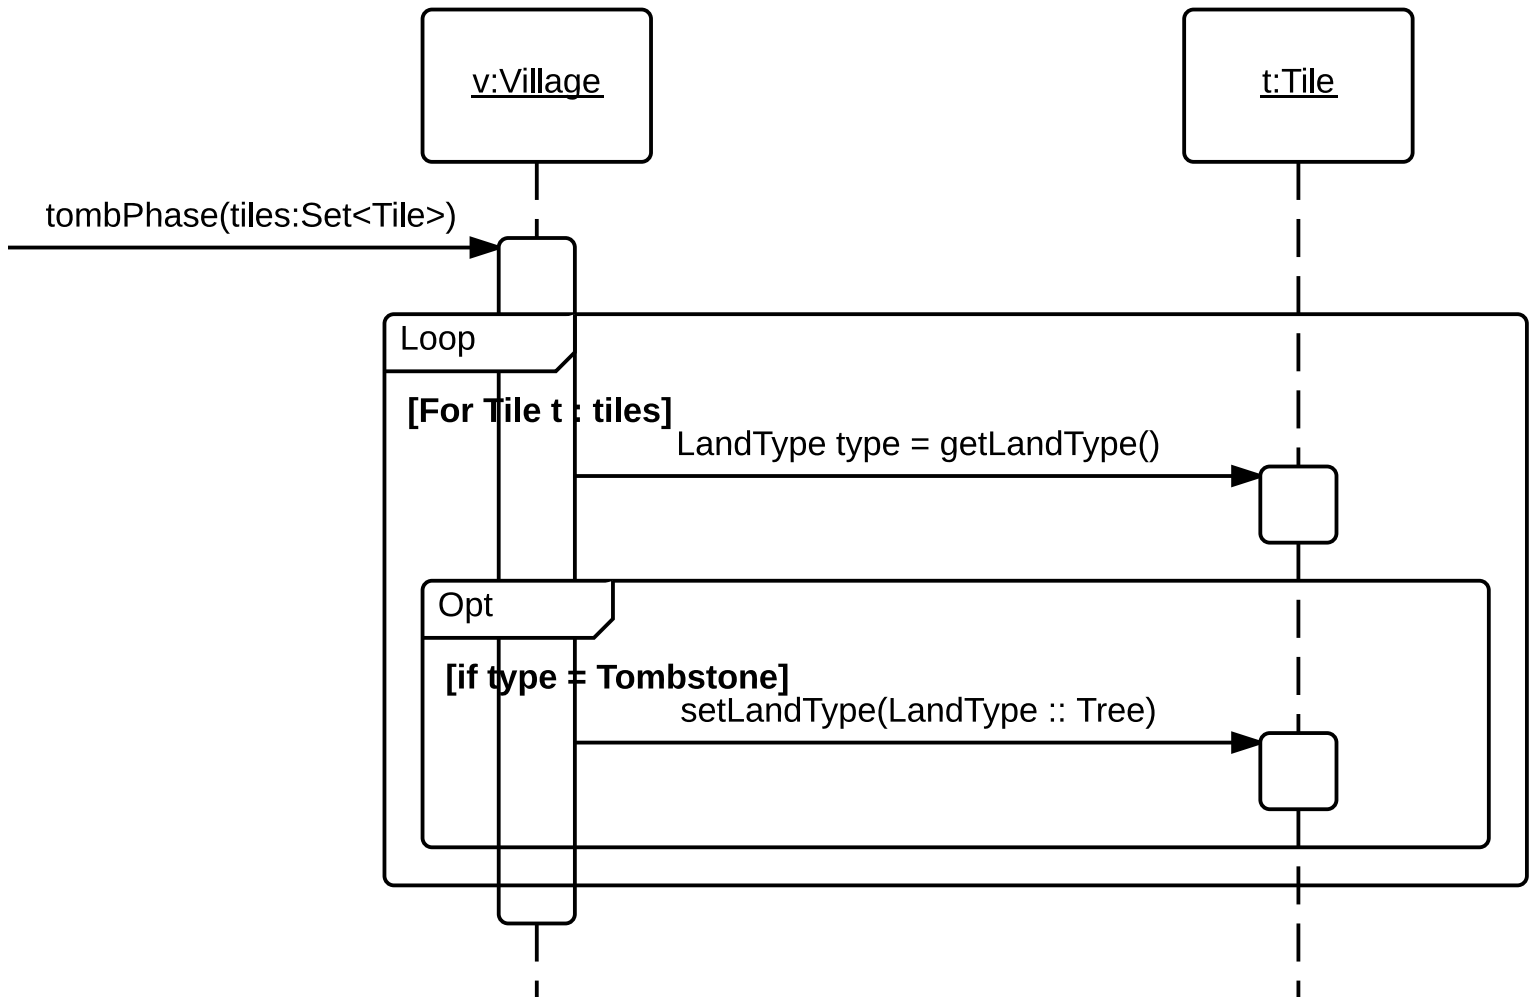 v:Village
t:Tile
tombPhase(tiles:Set<Tile>)
Loop
[For Tile t : tiles]
LandType type = getLandType()
Opt
[if type = Tombstone]
setLandType(LandType :: Tree)